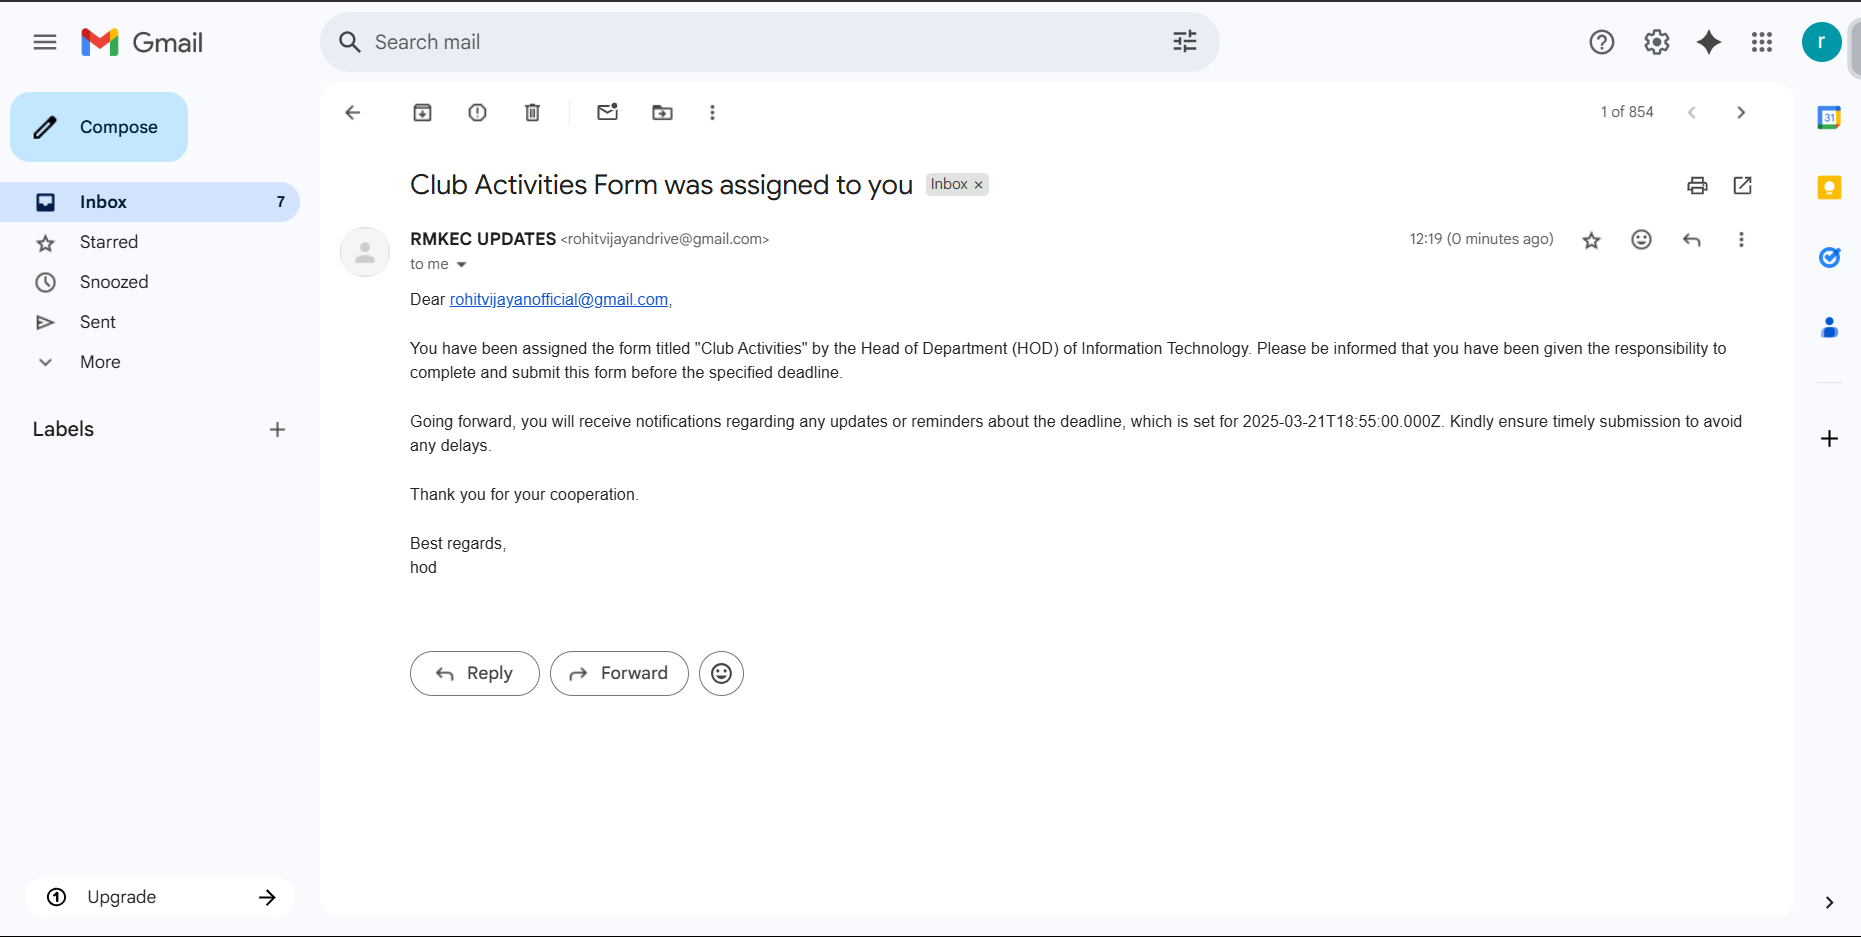 Gmail
Search mail
r
Compose
1 of 854
31
Inbox 7
Starred
Snoozed
Sent
More
Labels
Upgrade
Club Activities Form was assigned to you Inbox ×
RMKEC UPDATES <rohitvijayandrive@gmail.com>
12:19 (0 minutes ago)
to me
Dear rohitvijayanofficial@gmail.com,
You have been assigned the form titled "Club Activities" by the Head of Department (HOD) of Information Technology. Please be informed that you have been given the responsibility to
complete and submit this form before the specified deadline.
Going forward, you will receive notifications regarding any updates or reminders about the deadline, which is set for 2025-03-21T18:55:00.000Z. Kindly ensure timely submission to avoid
any delays.
Thank you for your cooperation.
Best regards,
hod
Reply
Forward